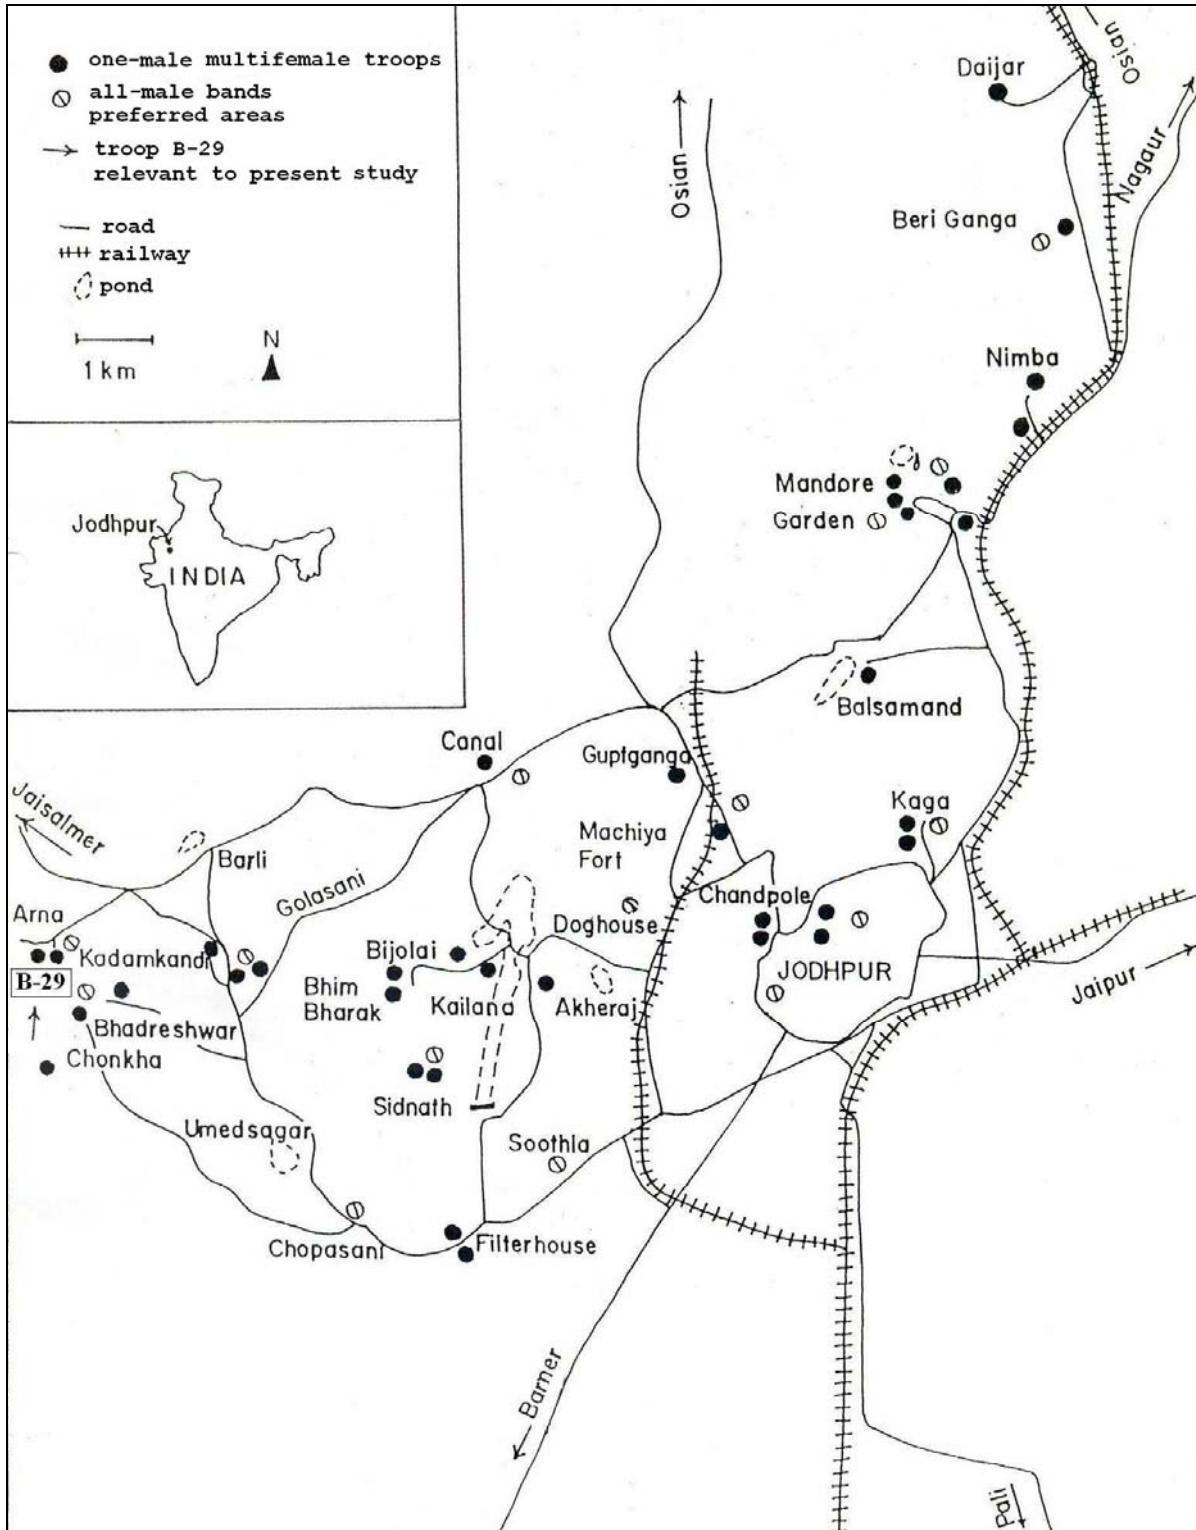 one-male multifemale troops
all-male bands
preferred areas
troop B-29
relevant to present study
road
railway
pond
1 km
N
Jodhpur
INDIA
Osian
Osian
Daijar
Nagaur
Beri Ganga
Nimba
Mandore
Garden
Balsamand
Canal
Guptganga
Kaga
Jaisalmer
Machiya
Fort
Barli
Golasani
Chandpole
Arna
Doghouse
Kadamkandi
Bijolai
JODHPUR
B-29
Bhim
Bharak
Kailana
Akheraj
Jaipur
Bhadreshwar
Chonkha
Sidnath
Umedsagar
Soothla
Chopasani
Filterhouse
Barmer
Pali